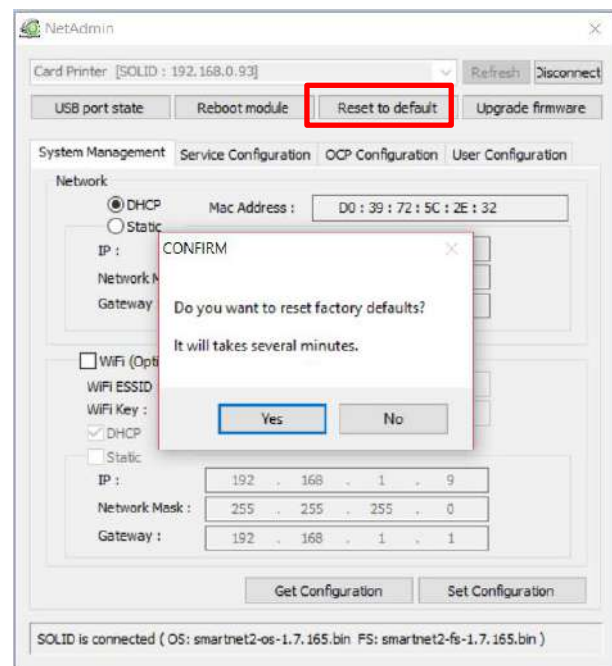 NetAdmin
Card Printer [SOLID : 192.168.0.93]
Refresh
Disconnect
USB port state
Reboot module
Reset to default
Upgrade firmware
System Management
Service Configuration
OCP Configuration
User Configuration
Network
DHCP
Mac Address :
D0 : 39 : 72 : 5C : 2E : 32
Static
IP :
Network M
Gateway
CONFIRM
Do you want to reset factory defaults?
It will takes several minutes.
Yes
No
WiFi (Opti
WiFi ESSID
WiFi Key :
DHCP
Static
IP :
192 . 168 . 1 . 9
Network Mask :
255 . 255 . 255 . 0
Gateway :
192 . 168 . 1 . 1
Get Configuration
Set Configuration
SOLID is connected ( OS: smartnet2-os-1.7.165.bin FS: smartnet2-fs-1.7.165.bin )